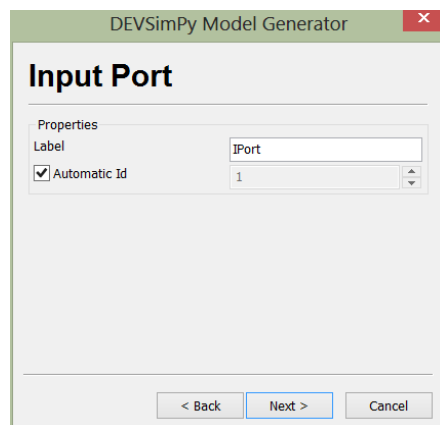 DEVSimPy Model Generator
x
Input Port
Properties
Label
IPort
Automatic Id
1
< Back
Next >
Cancel